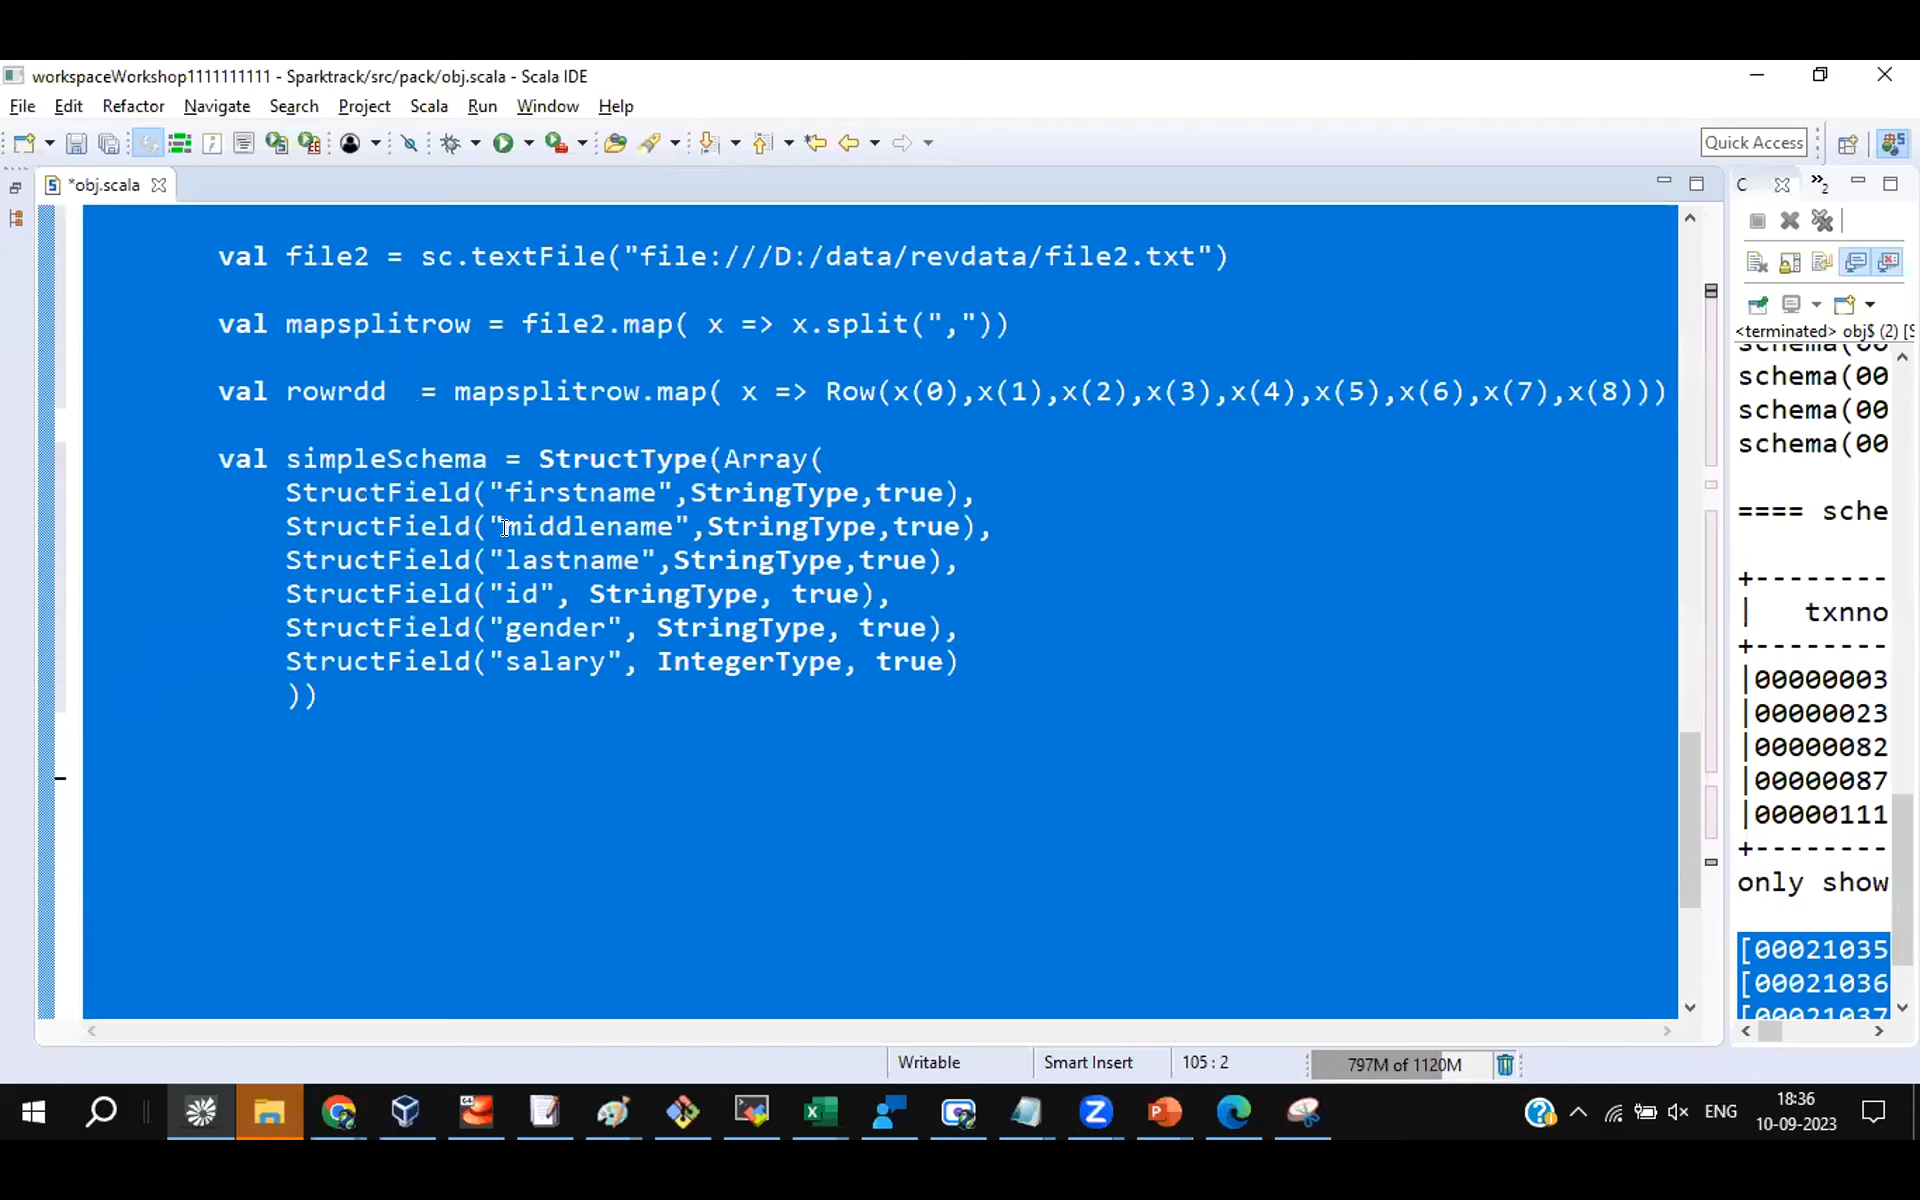 workspaceWorkshop1111111111 - Sparktrack/src/pack/obj.scala - Scala IDE
File Edit Refactor Navigate Search Project Scala Run Window Help
Quick Access
*obj.scala
val file2 = sc.textFile("file:///D:/data/revdata/file2.txt")
val mapsplitrow = file2.map( x => x.split(","))
val rowrdd  = mapsplitrow.map( x => Row(x(0),x(1),x(2),x(3),x(4),x(5),x(6),x(7),x(8)))
val simpleSchema = StructType(Array(
StructField("firstname",StringType,true),
StructField("middlename",StringType,true),
StructField("lastname",StringType,true),
StructField("id", StringType, true),
StructField("gender", StringType, true),
StructField("salary", IntegerType, true)
))
C
2
<terminated> obj$ (2) [S
schema(00
schema(00
schema(00
schema(00
==== sche
+--------
|   txnno
+--------
|00000003
|00000023
|00000082
|00000087
|00000111
+--------
only show
[00021035
[00021036
[00021037
Writable Smart Insert 105 : 2 797M of 1120M
ENG
18:36
10-09-2023